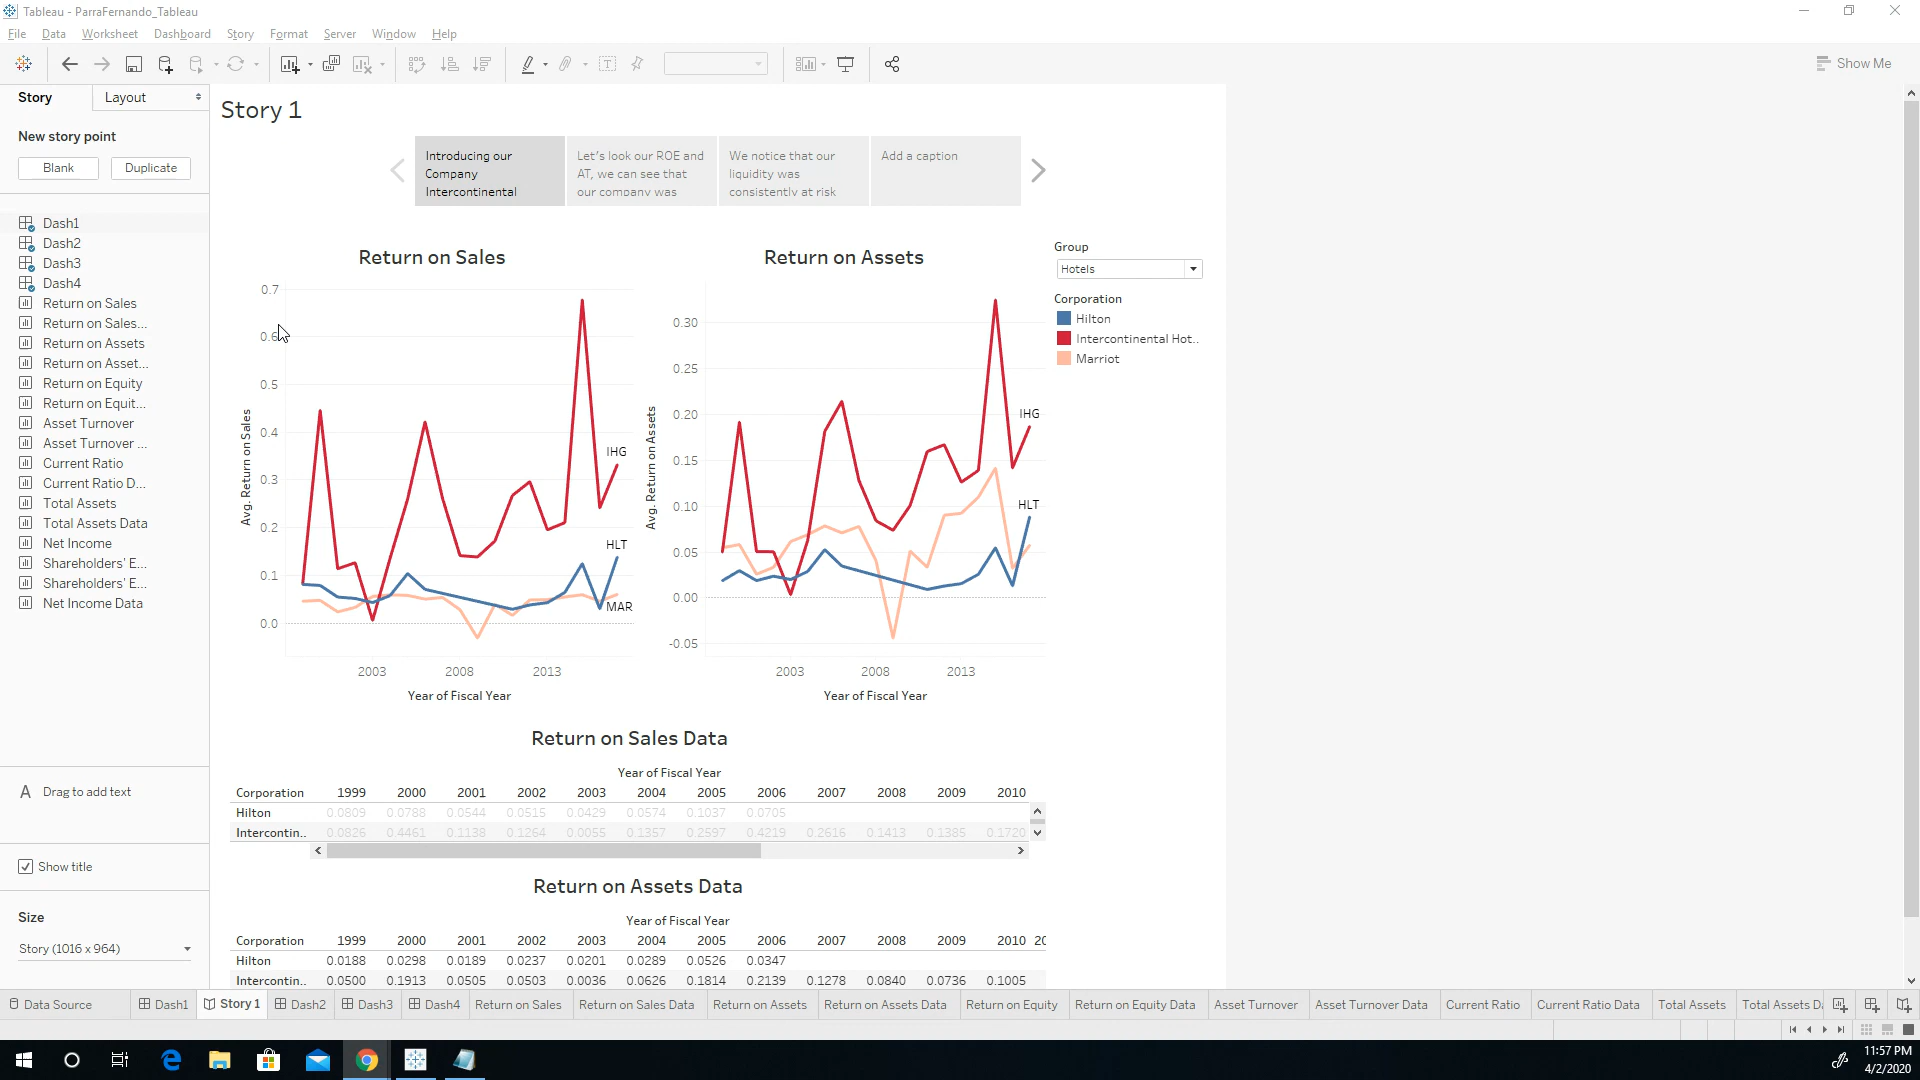 Tableau - ParraFernando_Tableau
File Data Worksheet Dashboard Story Format Server Window Help
Show Me
Story Layout
New story point
Blank Duplicate
Dash1
Dash2
Dash3
Dash4
Return on Sales
Return on Sales...
Return on Assets
Return on Asset...
Return on Equity
Return on Equit...
Asset Turnover
Asset Turnover ...
Current Ratio
Current Ratio D...
Total Assets
Total Assets Data
Net Income
Shareholders' E...
Shareholders' E...
Net Income Data
A Drag to add text
Show title
Size
Story (1016 x 964)
Story 1
Introducing our
Company
Intercontinental
Let's look our ROE and
AT, we can see that
our company was
We notice that our
liquidity was
consistently at risk
Add a caption
Return on Sales
0.7
0.6
0.5
0.4
0.3
0.2
0.1
0.0
Avg. Return on Sales
IHG
HLT
MAR
2003 2008 2013
Year of Fiscal Year
Return on Assets
0.30
0.25
0.20
0.15
0.10
0.05
0.00
-0.05
Avg. Return on Assets
IHG
HLT
2003 2008 2013
Year of Fiscal Year
Group
Hotels
Corporation
Hilton
Intercontinental Hot..
Marriot
Return on Sales Data
Year of Fiscal Year
Corporation 1999 2000 2001 2002 2003 2004 2005 2006 2007 2008 2009 2010
Hilton 0.0809 0.0788 0.0544 0.0515 0.0429 0.0574 0.1037 0.0705
Intercontin.. 0.0826 0.4461 0.1138 0.1264 0.0055 0.1357 0.2597 0.4219 0.2616 0.1413 0.1385 0.1720
Return on Assets Data
Year of Fiscal Year
Corporation 1999 2000 2001 2002 2003 2004 2005 2006 2007 2008 2009 2010 20
Hilton 0.0188 0.0298 0.0189 0.0237 0.0201 0.0289 0.0526 0.0347
Intercontin.. 0.0500 0.1913 0.0505 0.0503 0.0036 0.0626 0.1814 0.2139 0.1278 0.0840 0.0736 0.1005
Data Source Dash1 Story 1 Dash2 Dash3 Dash4 Return on Sales Return on Sales Data Return on Assets Return on Assets Data Return on Equity Return on Equity Data Asset Turnover Asset Turnover Data Current Ratio Current Ratio Data Total Assets Total Assets D
11:57 PM
4/2/2020